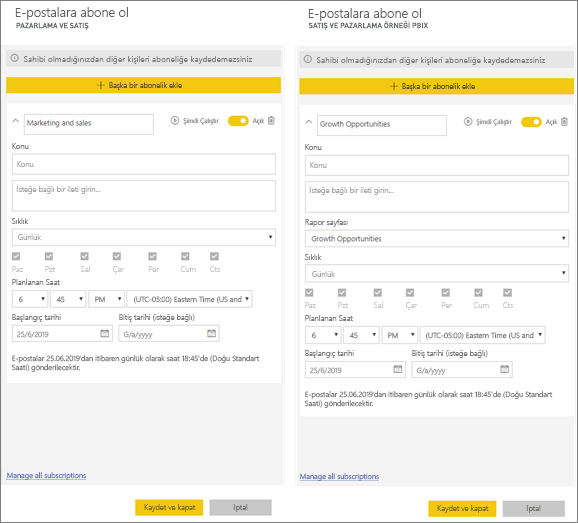 E-postalara abone ol
PAZARLAMA VE SATIŞ
Sahibi olmadığınızdan diğer kişileri aboneliğe kaydedemezsiniz
+ Başka bir abonelik ekle
Marketing and sales
Şimdi Çalıştır
Açık
Konu
Konu
İsteğe bağlı bir ileti girin...
Sıklık
Günlük
Paz Pzt Sal Çar Per Cum Cts
Planlanan Saat
6 45 PM (UTC-05:00) Eastern Time (US and
Başlangıç tarihi Bitiş tarihi (isteğe bağlı)
25/6/2019 G/a/yyyy
E-postalar 25.06.2019'dan itibaren günlük olarak saat 18:45'de (Doğu Standart
Saati) gönderilecektir.
Manage all subscriptions
Kaydet ve kapat İptal
E-postalara abone ol
SATIŞ VE PAZARLAMA ÖRNEĞİ PBIX
Sahibi olmadığınızdan diğer kişileri aboneliğe kaydedemezsiniz
+ Başka bir abonelik ekle
Growth Opportunities
Şimdi Çalıştır
Açık
Konu
Konu
İsteğe bağlı bir ileti girin...
Rapor sayfası
Growth Opportunities
Sıklık
Günlük
Paz Pzt Sal Çar Per Cum Cts
Planlanan Saat
6 45 PM (UTC-05:00) Eastern Time (US and
Başlangıç tarihi Bitiş tarihi (isteğe bağlı)
25/6/2019 G/a/yyyy
E-postalar 25.06.2019'dan itibaren günlük olarak saat 18:45'de (Doğu Standart
Saati) gönderilecektir.
Manage all subscriptions
Kaydet ve kapat İptal